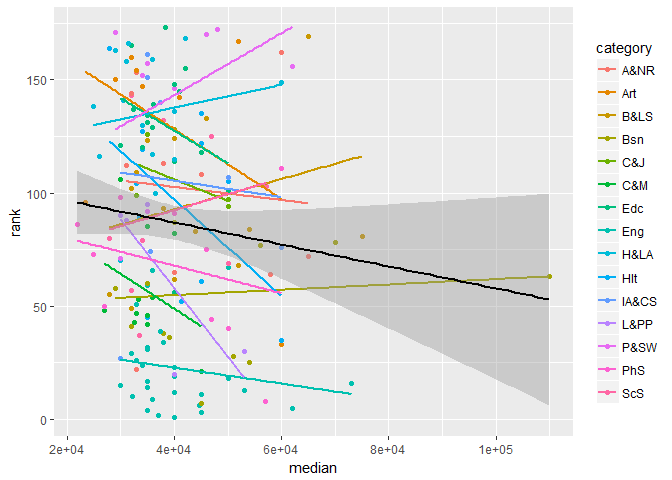 rank
150
100
50
0
2e+04 4e+04 6e+04 8e+04 1e+05
median
category
A&NR
Art
B&LS
Bsn
C&J
C&M
Edc
Eng
H&LA
Hlt
IA&CS
L&PP
P&SW
PhS
ScS